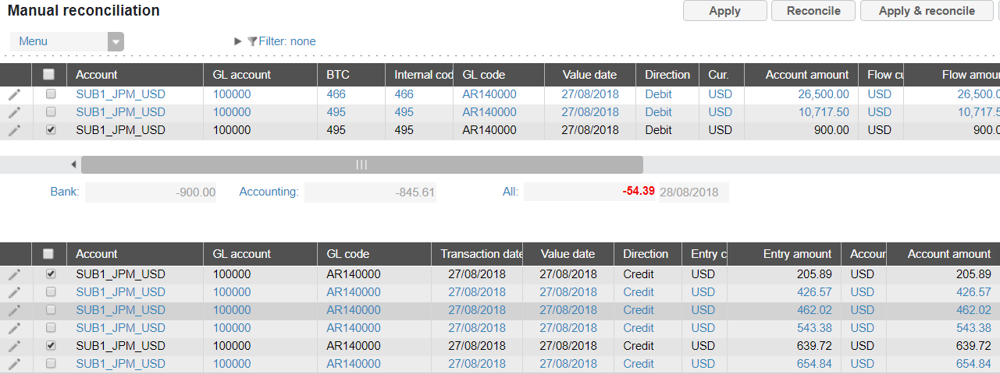 Manual reconciliation Apply Reconcile Apply & reconcile
Menu Filter: none
Account GL account BTC Internal cod GL code Value date Direction Cur. Account amount Flow cu Flow amou
SUB1_JPM_USD 100000 466 466 AR140000 27/08/2018 Debit USD 26,500.00 USD 26,500.0
SUB1_JPM_USD 100000 495 495 AR140000 27/08/2018 Debit USD 10,717.50 USD 10,717.5
SUB1_JPM_USD 100000 495 495 AR140000 27/08/2018 Debit USD 900.00 USD 900.0
Bank: -900.00 Accounting: -845.61 All: -54.39 28/08/2018
Account GL account GL code Transaction date Value date Direction Entry c Entry amount Accour Account amount
SUB1_JPM_USD 100000 AR140000 27/08/2018 27/08/2018 Credit USD 205.89 USD 205.89
SUB1_JPM_USD 100000 AR140000 27/08/2018 27/08/2018 Credit USD 426.57 USD 426.57
SUB1_JPM_USD 100000 AR140000 27/08/2018 27/08/2018 Credit USD 462.02 USD 462.02
SUB1_JPM_USD 100000 AR140000 27/08/2018 27/08/2018 Credit USD 543.38 USD 543.38
SUB1_JPM_USD 100000 AR140000 27/08/2018 27/08/2018 Credit USD 639.72 USD 639.72
SUB1_JPM_USD 100000 AR140000 27/08/2018 27/08/2018 Credit USD 654.84 USD 654.84